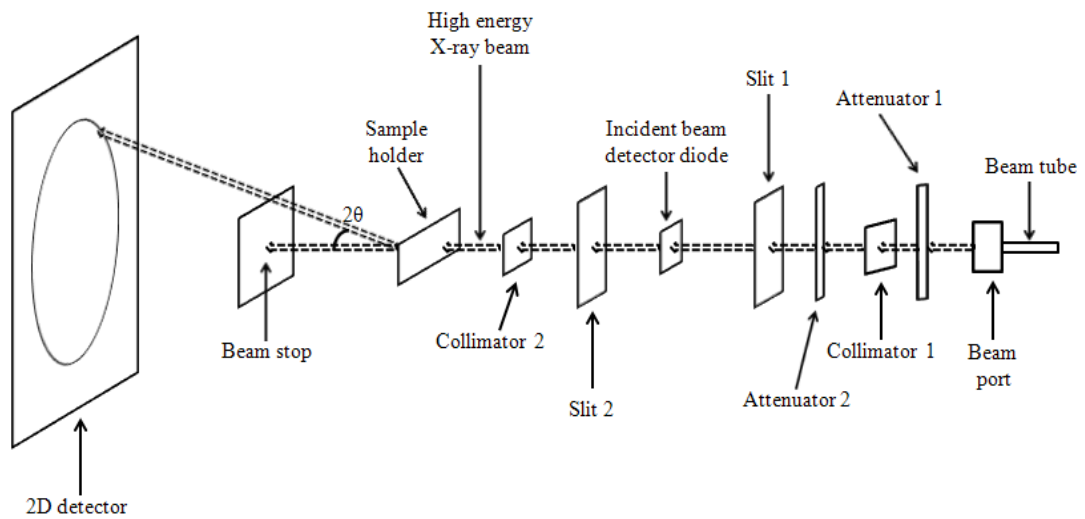 High energy
X-ray beam
Slit 1
Attenuator 1
Sample
holder
Incident beam
detector diode
Beam tube
2θ
Beam stop
Collimator 2
Collimator 1
Beam
port
Attenuator 2
Slit 2
2D detector